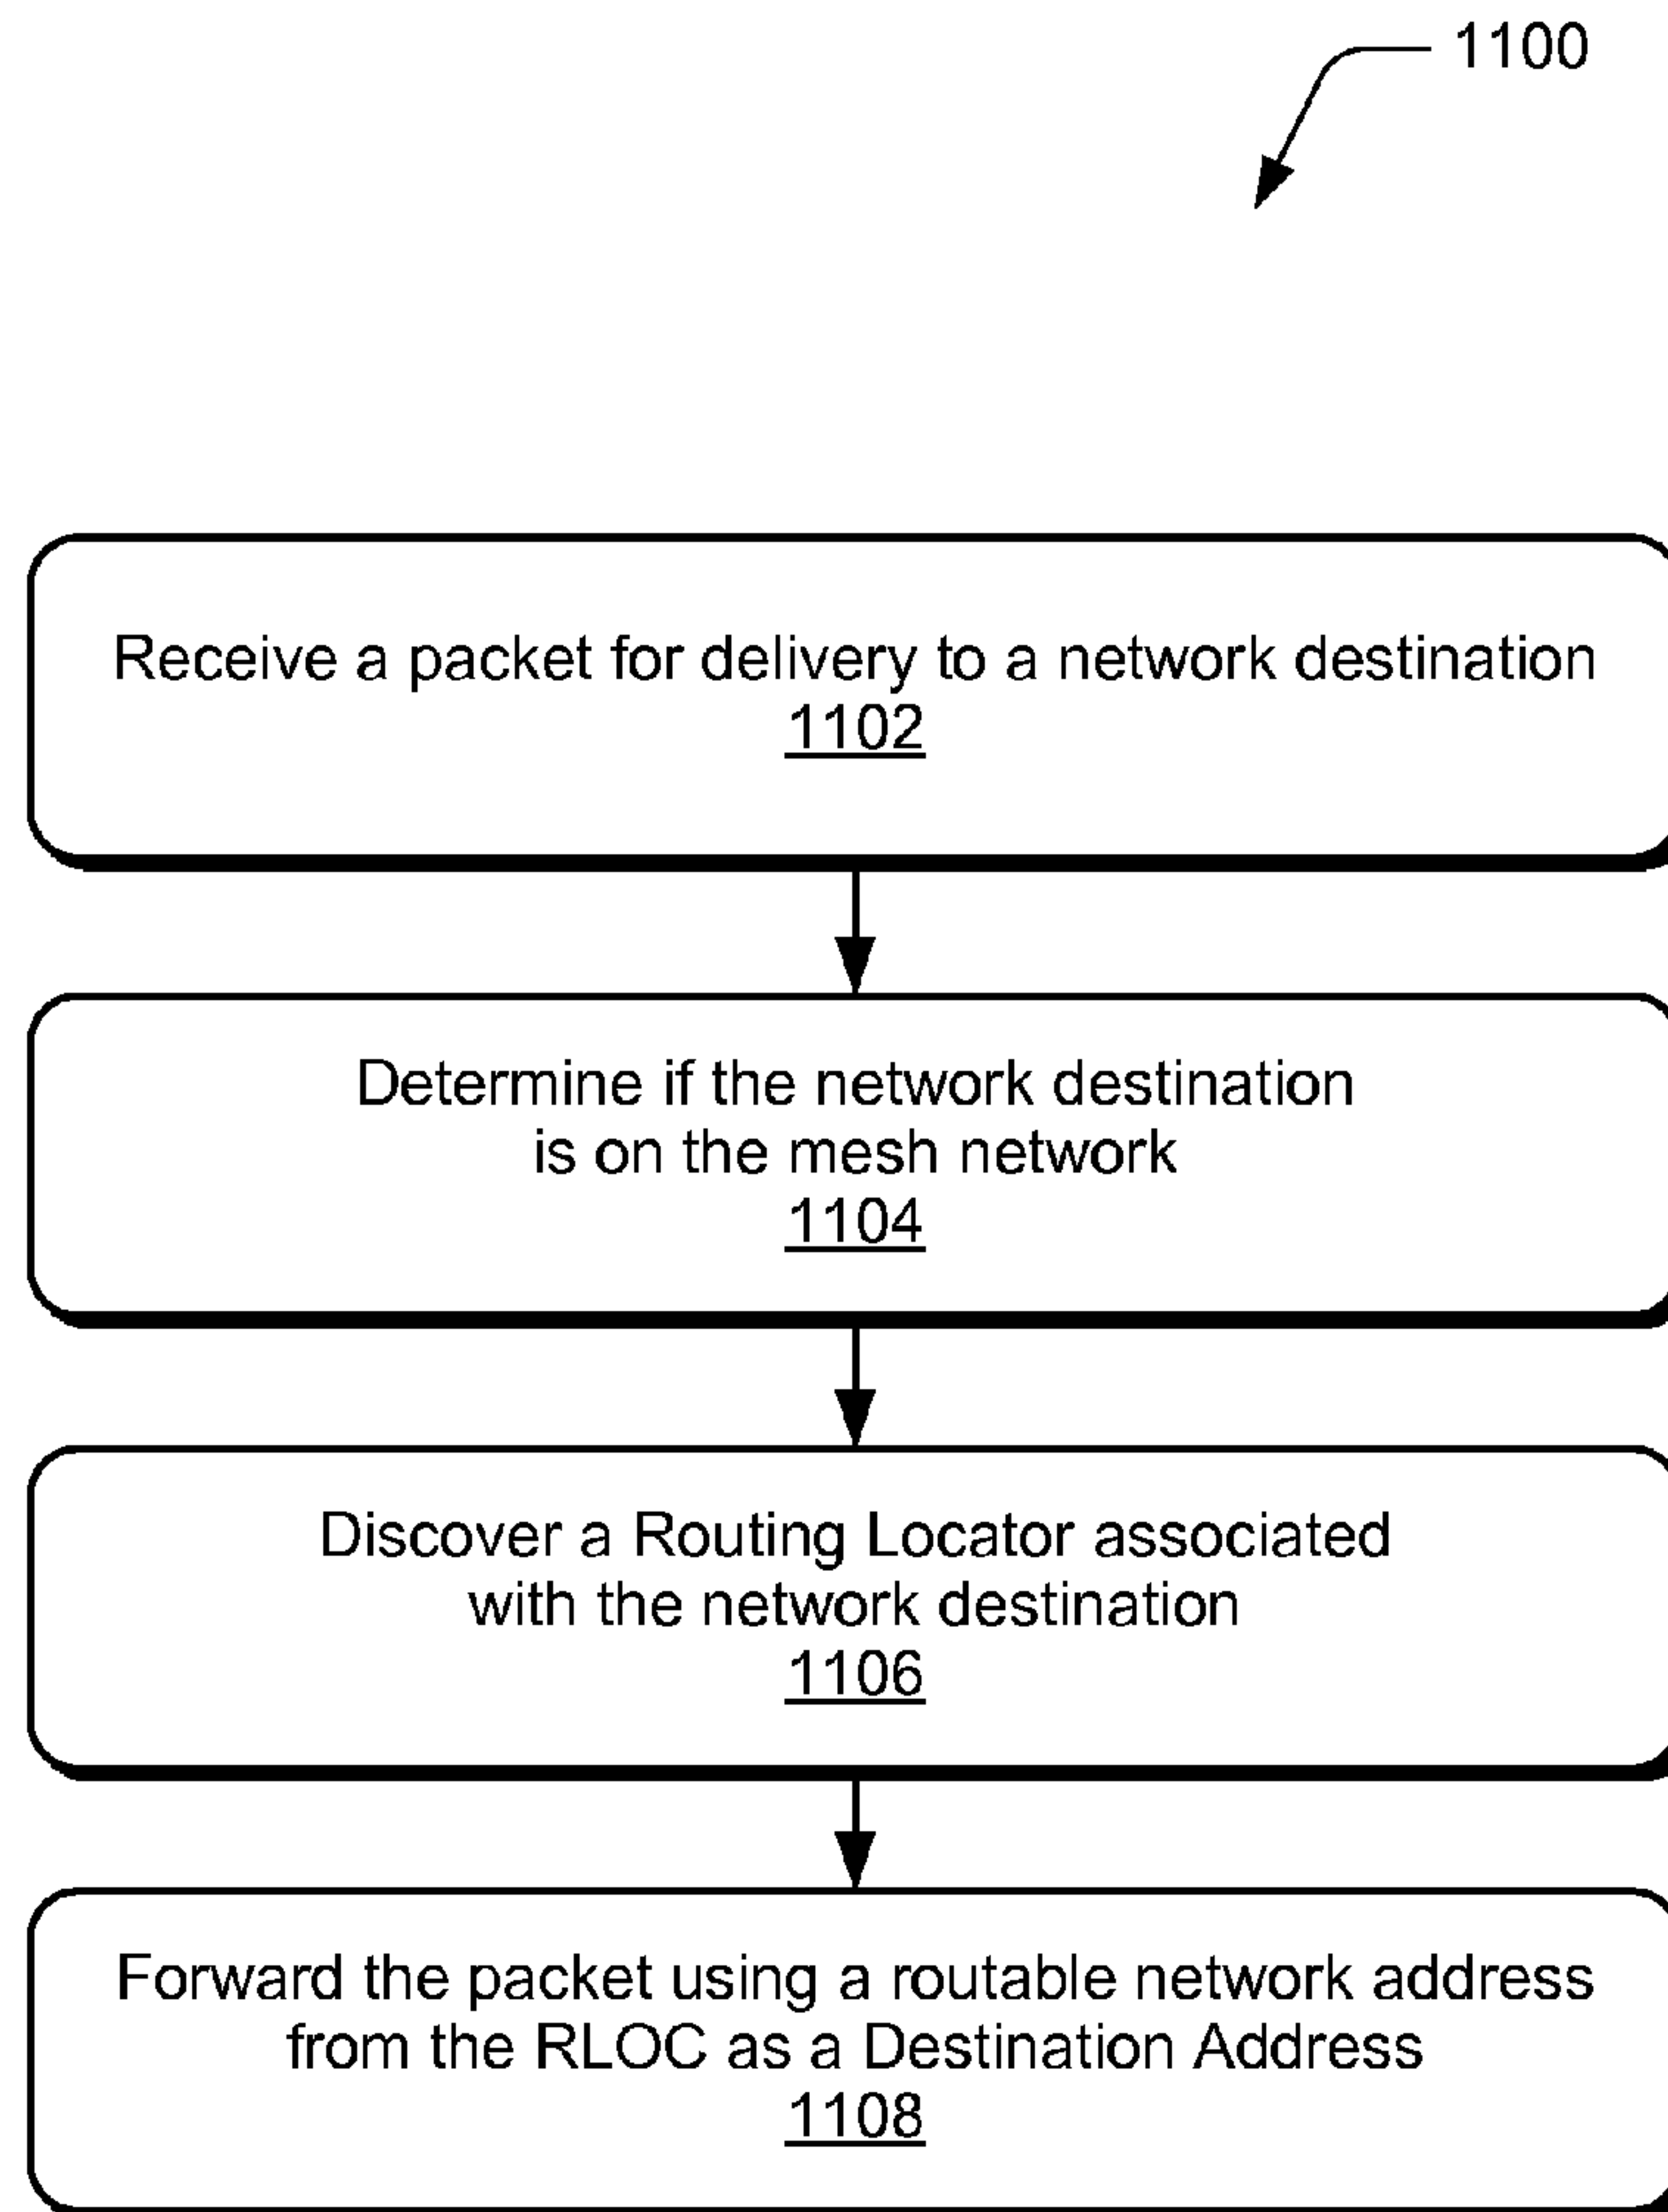 1100
Receive a packet for delivery to a network destination
1102
Determine if the network destination
is on the mesh network
1104
Discover a Routing Locator associated
with the network destination
1106
Forward the packet using a routable network address
from the RLOC as a Destination Address
1108